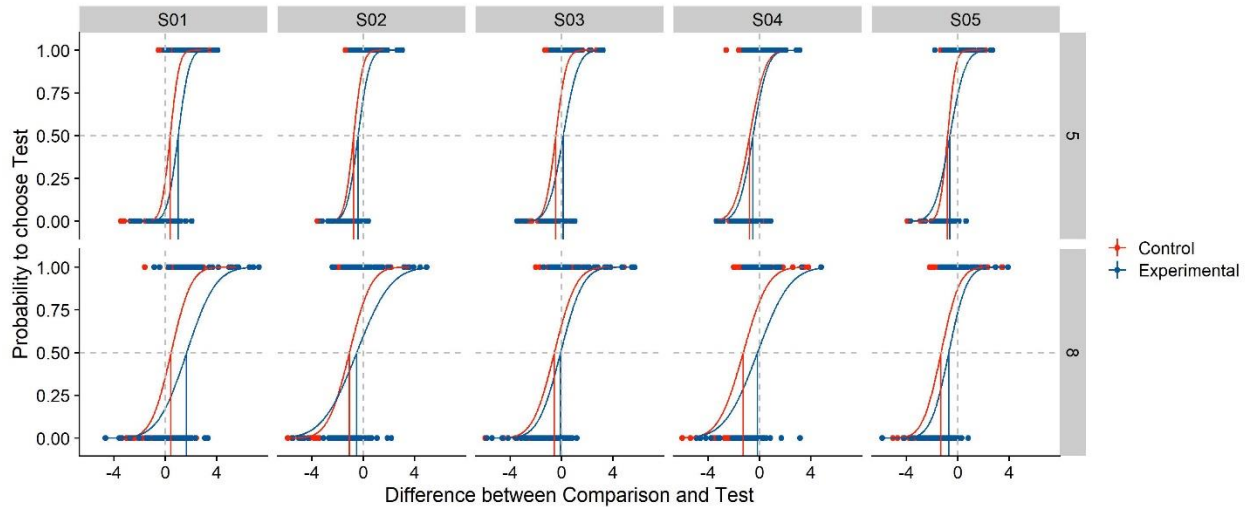 S01 S02 S03 S04 S05
Probability to choose Test
1.00
0.75
0.50
0.25
0.00
5
1.00
0.75
0.50
0.25
0.00
8
-4 0 4 -4 0 4 -4 0 4 -4 0 4 -4 0 4
Difference between Comparison and Test
Control
Experimental